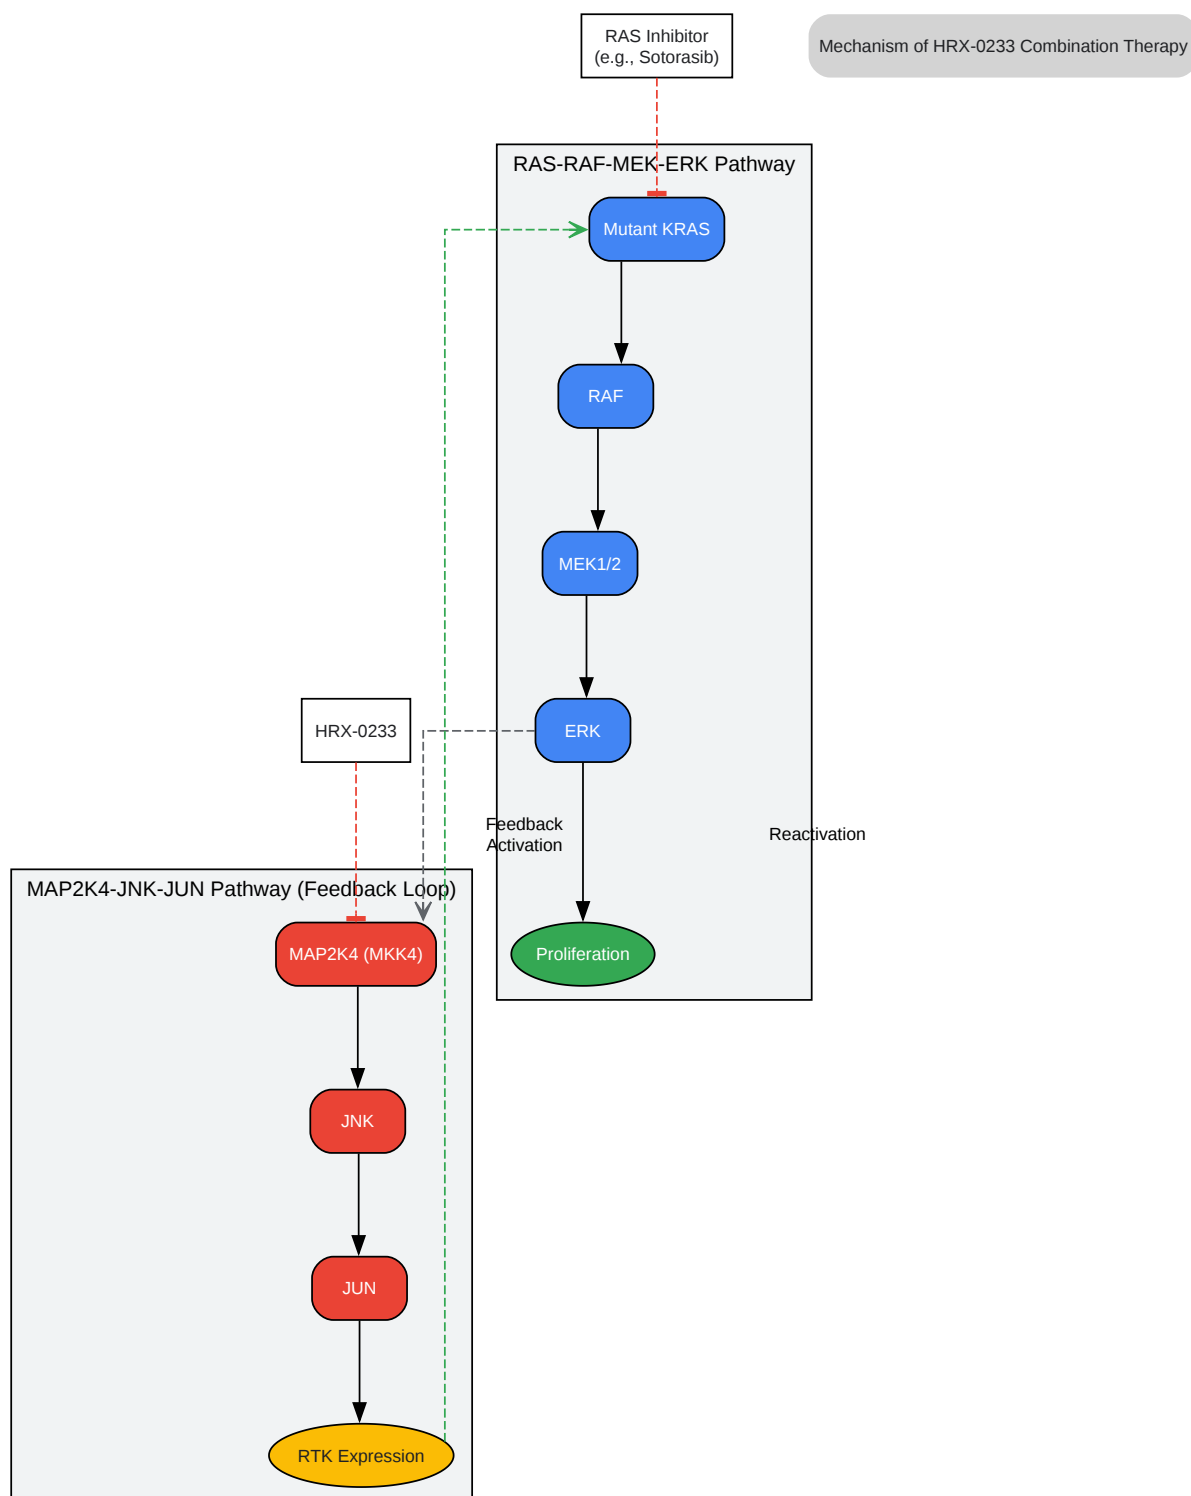 RAS Inhibitor
(e.g., Sotorasib)
Mechanism of HRX-0233 Combination Therapy
RAS-RAF-MEK-ERK Pathway
Mutant KRAS
RAF
MEK1/2
HRX-0233
ERK
Feedback
Activation
Reactivation
MAP2K4-JNK-JUN Pathway (Feedback Loop)
MAP2K4 (MKK4)
Proliferation
JNK
JUN
RTK Expression